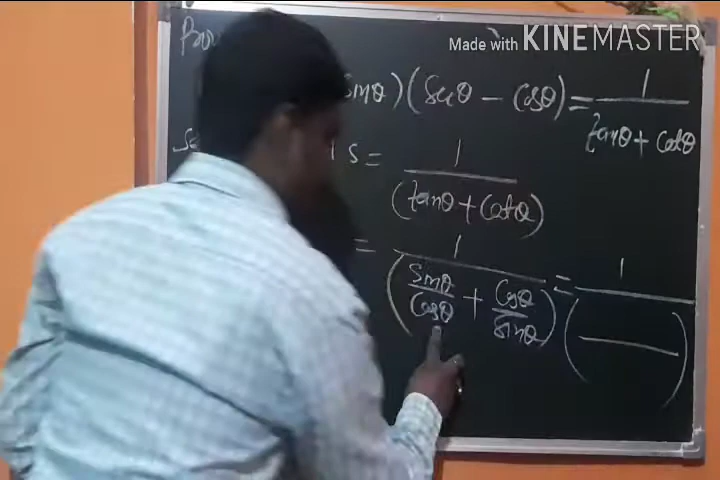 Made with KINEMASTER
Sinθ)(Secθ - Cosθ) = 1/(tanθ + Cotθ)
S = 1/(tanθ + Cotθ)
= 1/(Sinθ/Cosθ + Cosθ/Sinθ) = 1/( )